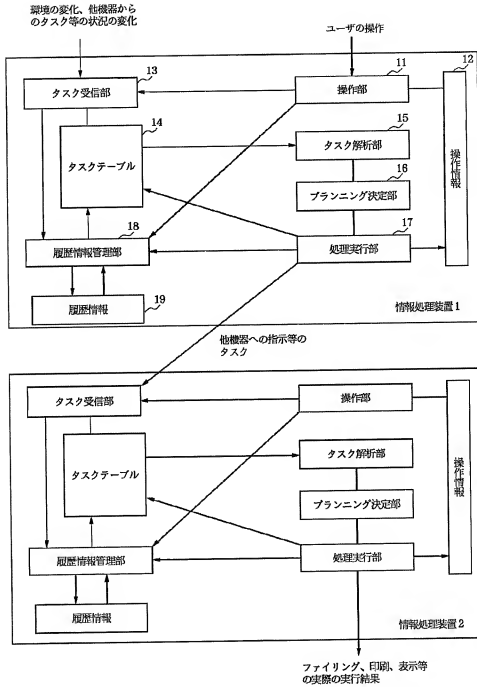 環境の変化、他機器から
のタスク等の状況の変化
ユーザの操作
13
11
12
タスク受信部
操作部
14
15
タスクテーブル
タスク解析部
操作情報
16
プランニング決定部
18
17
履歴情報管理部
処理実行部
19
履歴情報
情報処理装置1
他機器への指示等の
タスク
タスク受信部
操作部
タスクテーブル
タスク解析部
操作情報
プランニング決定部
履歴情報管理部
処理実行部
履歴情報
情報処理装置2
ファイリング、印刷、表示等
の実際の実行結果